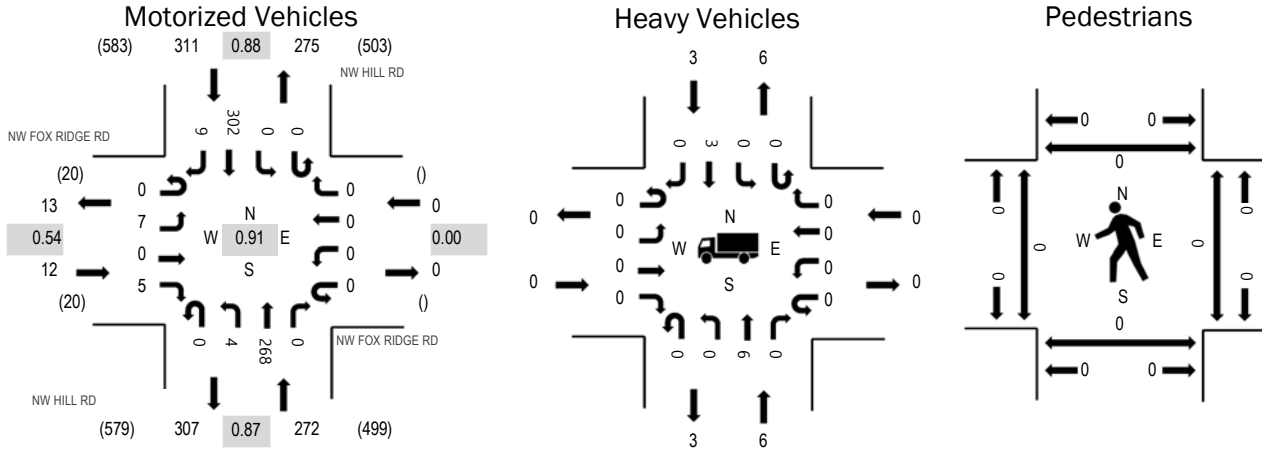 Motorized Vehicles
(583) 311 0.88 275 (503)
NW HILL RD
NW FOX RIDGE RD
9 302 0 0
(20)
13
0.54
12
(20)
0
7
0
5
N
W 0.91 E
S
0
0
0
0
()
0
0.00
0
()
0 4 268 0
NW FOX RIDGE RD
NW HILL RD
(579) 307 0.87 272 (499)
Heavy Vehicles
3 6
0 3 0 0
0
0
0
0
0
0
N
W E
S
0
0
0
0
0
0
0 0 6 0
3 6
Pedestrians
0 0
0
0
0
0
N
W E
S
0
0
0
0
0 0